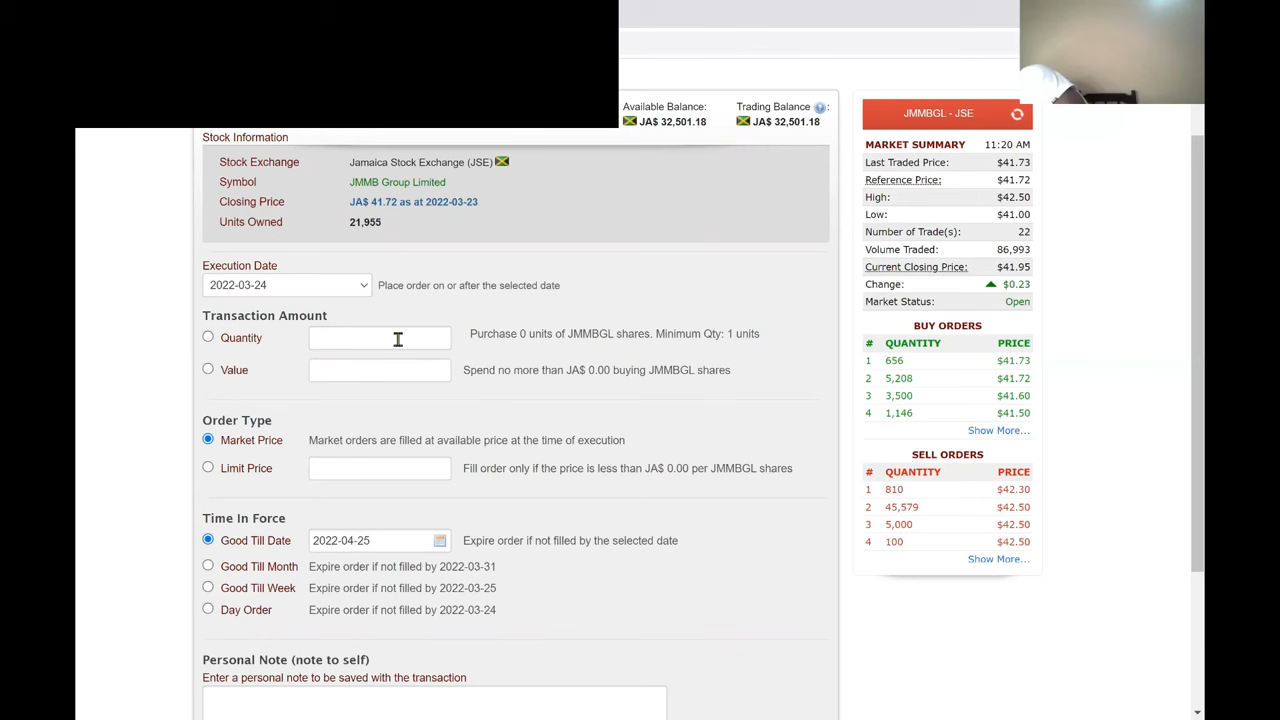 Available Balance: Trading Balance ?:
JA$ 32,501.18 JA$ 32,501.18
Stock Information
Stock Exchange Jamaica Stock Exchange (JSE)
Symbol JMMB Group Limited
Closing Price JA$ 41.72 as at 2022-03-23
Units Owned 21,955
Execution Date
2022-03-24 Place order on or after the selected date
Transaction Amount
Quantity Purchase 0 units of JMMBGL shares. Minimum Qty: 1 units
Value Spend no more than JA$ 0.00 buying JMMBGL shares
Order Type
Market Price Market orders are filled at available price at the time of execution
Limit Price Fill order only if the price is less than JA$ 0.00 per JMMBGL shares
Time In Force
Good Till Date 2022-04-25 Expire order if not filled by the selected date
Good Till Month Expire order if not filled by 2022-03-31
Good Till Week Expire order if not filled by 2022-03-25
Day Order Expire order if not filled by 2022-03-24
Personal Note (note to self)
Enter a personal note to be saved with the transaction
JMMBGL - JSE
MARKET SUMMARY 11:20 AM
Last Traded Price: $41.73
Reference Price: $41.72
High: $42.50
Low: $41.00
Number of Trade(s): 22
Volume Traded: 86,993
Current Closing Price: $41.95
Change: $0.23
Market Status: Open
BUY ORDERS
# QUANTITY PRICE
1 656 $41.73
2 5,208 $41.72
3 3,500 $41.60
4 1,146 $41.50
Show More...
SELL ORDERS
# QUANTITY PRICE
1 810 $42.30
2 45,579 $42.50
3 5,000 $42.50
4 100 $42.50
Show More...